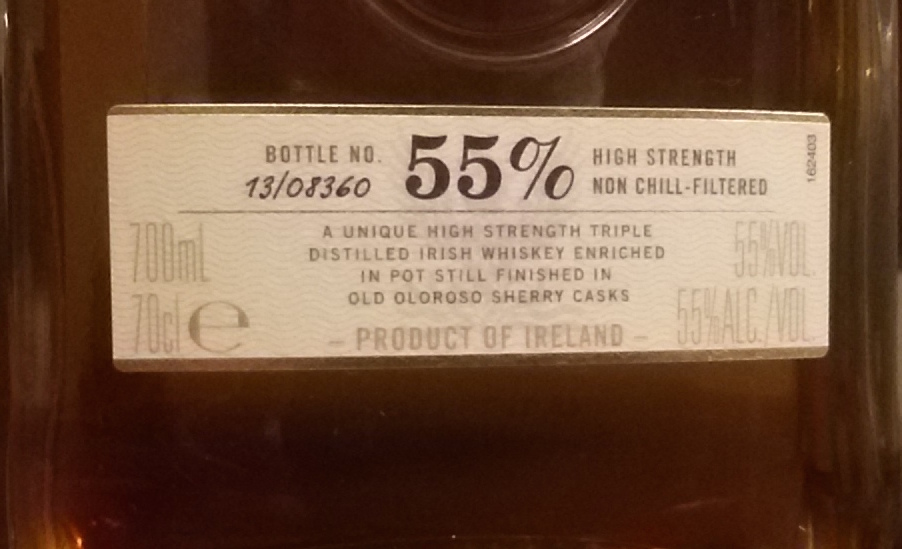 BOTTLE NO.
13/08360
55%
HIGH STRENGTH
NON CHILL-FILTERED
162403
A UNIQUE HIGH STRENGTH TRIPLE
DISTILLED IRISH WHISKEY ENRICHED
IN POT STILL FINISHED IN
OLD OLOROSO SHERRY CASKS
700mL
70cl e
– PRODUCT OF IRELAND –
55%VOL.
55%ALC./VOL.